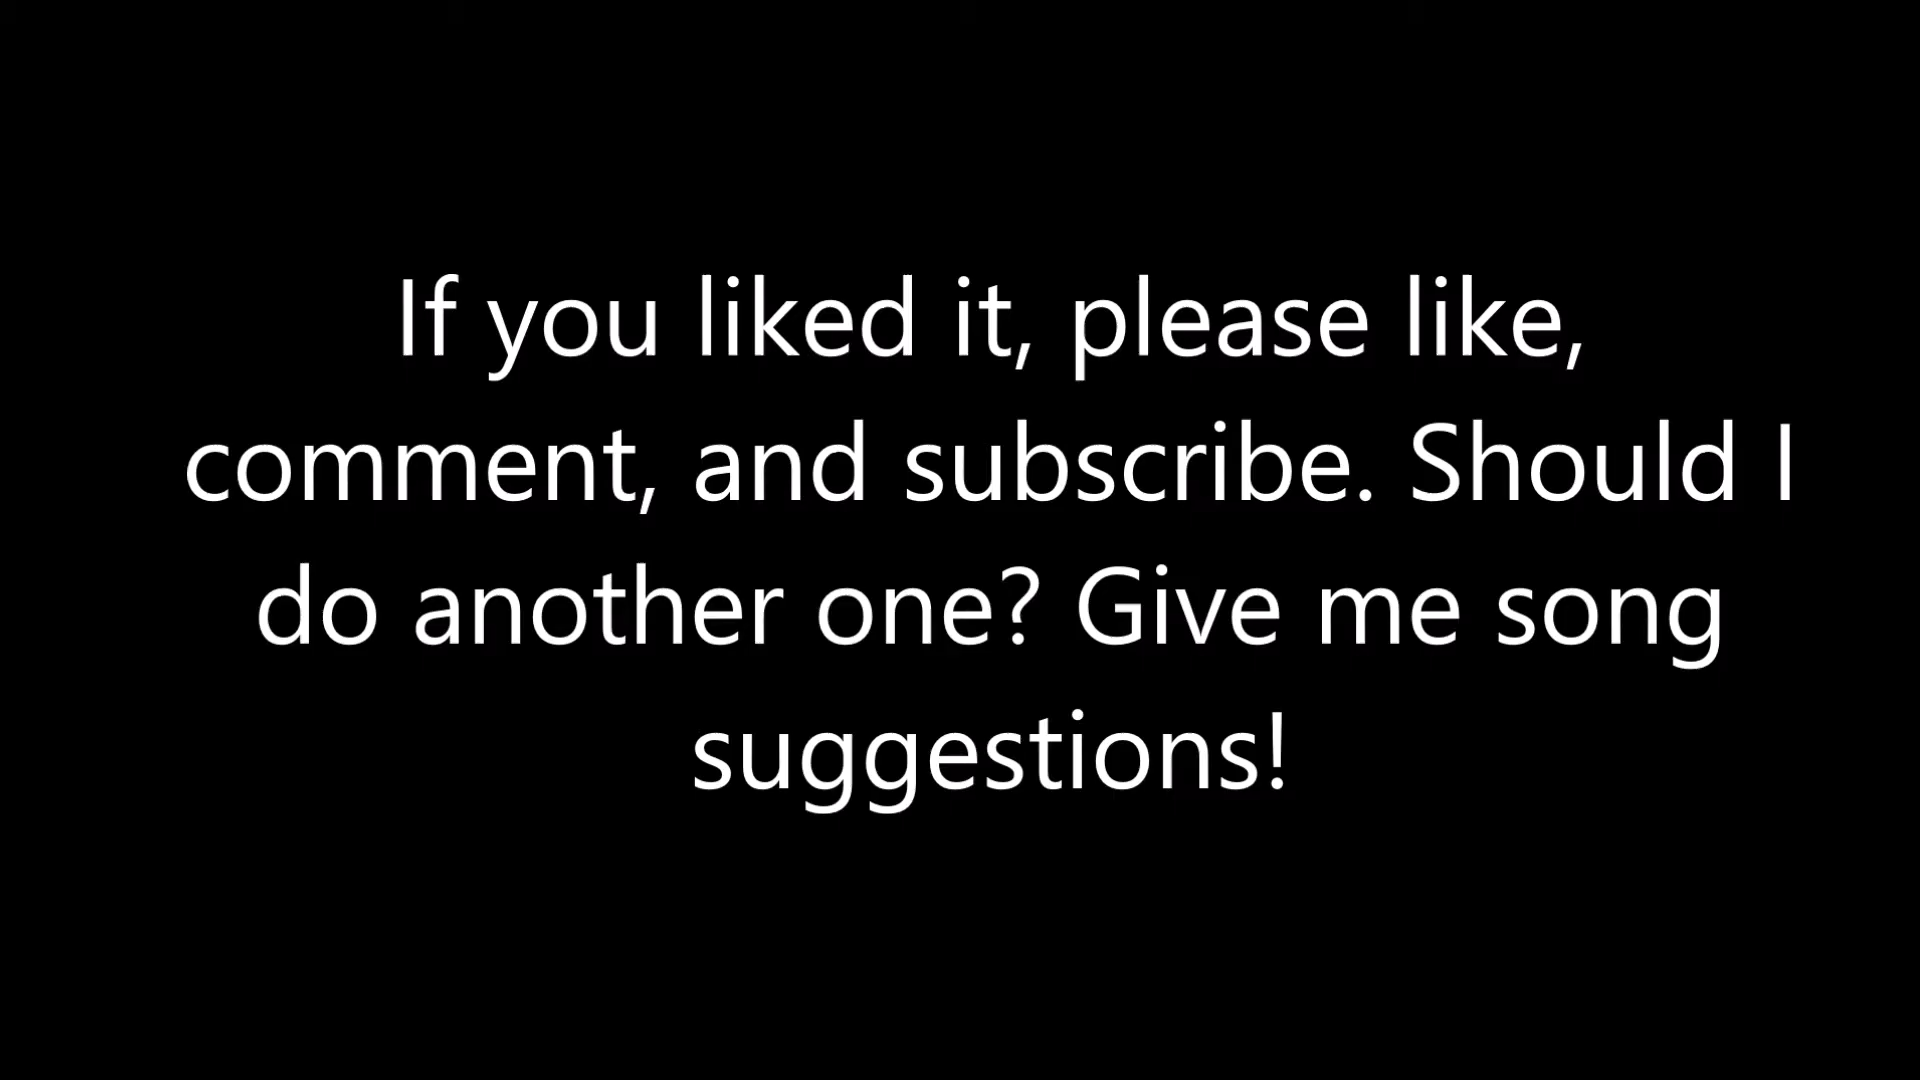 If you liked it, please like,
comment, and subscribe. Should I
do another one? Give me song
suggestions!